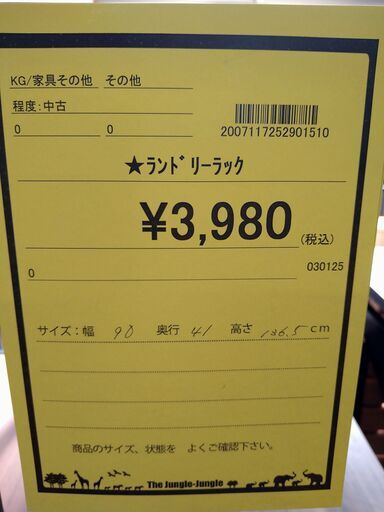 KG/家具その他 その他
程度:中古
0 0
2007117252901510
★ランドリーラック
¥3,980 (税込)
0 030125
サイズ:幅 90 奥行 41 高さ 136.5 cm
商品のサイズ、状態を よくご確認下さい。
The Jungle-Jungle